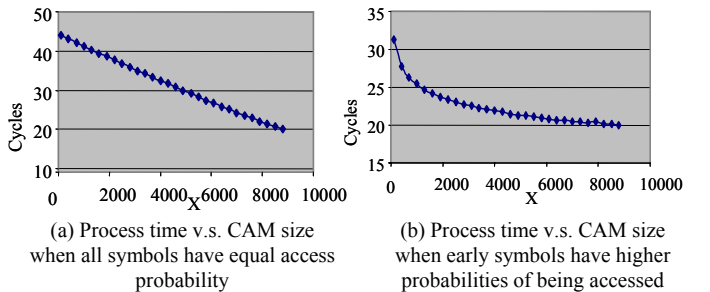 50
40
30
20
10
Cycles
0 2000 4000 6000 8000 10000
X
(a) Process time v.s. CAM size
when all symbols have equal access
probability
35
30
25
20
15
Cycles
0 2000 4000 6000 8000 10000
X
(b) Process time v.s. CAM size
when early symbols have higher
probabilities of being accessed